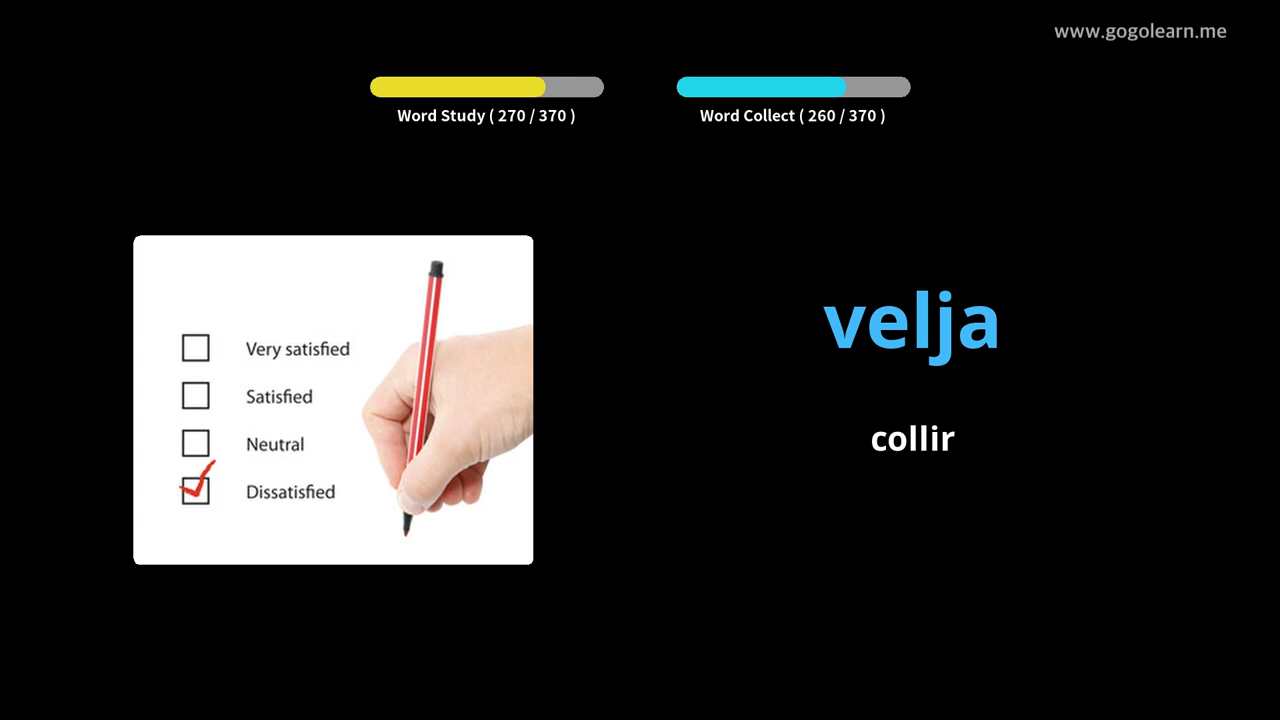 www.gogolearn.me
Word Study ( 270 / 370 )
Word Collect ( 260 / 370 )
Very satisfied
Satisfied
Neutral
Dissatisfied
velja
collir